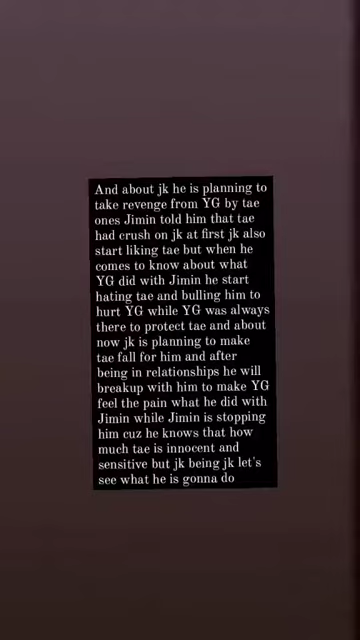 And about jk he is planning to
take revenge from YG by tae
ones Jimin told him that tae
had crush on jk at first jk also
start liking tae but when he
comes to know about what
YG did with Jimin he start
hating tae and bulling him to
hurt YG while YG was always
there to protect tae and about
now jk is planning to make
tae fall for him and after
being in relationships he will
breakup with him to make YG
feel the pain what he did with
Jimin while Jimin is stopping
him cuz he knows that how
much tae is innocent and
sensitive but jk being jk let's
see what he is gonna do